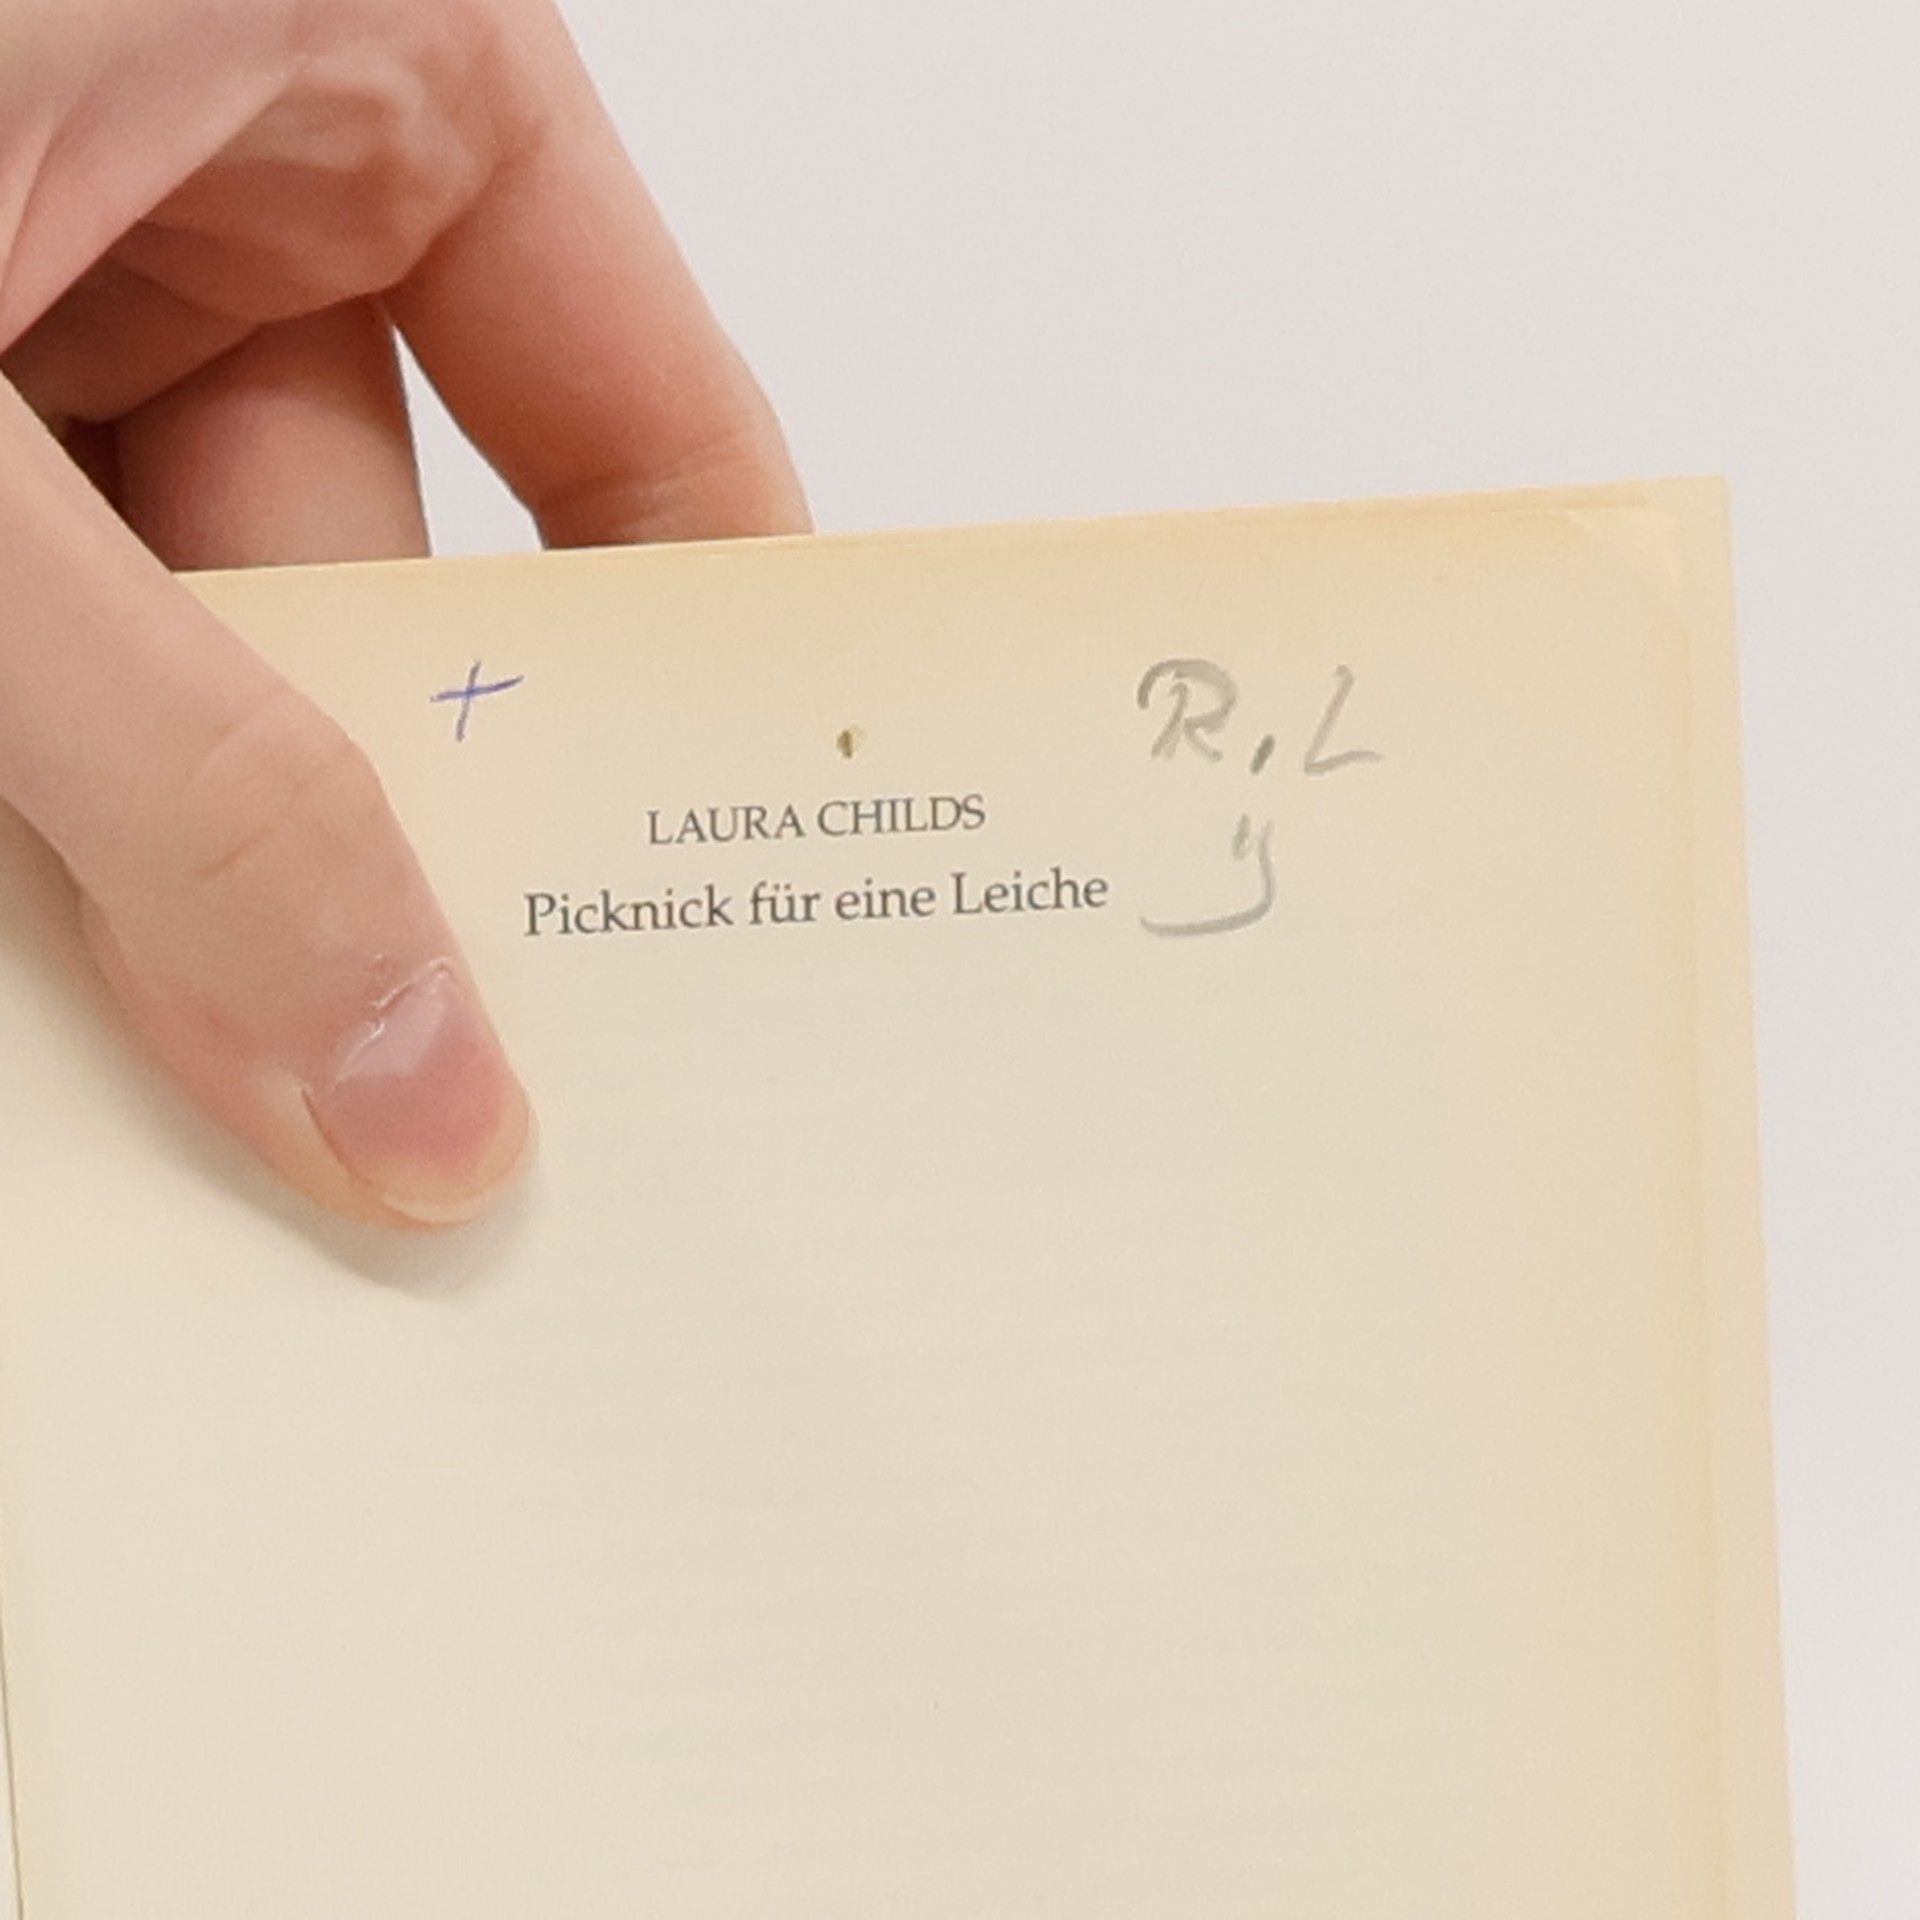 +
R, L
LAURA CHILDS
y
Picknick für eine Leiche